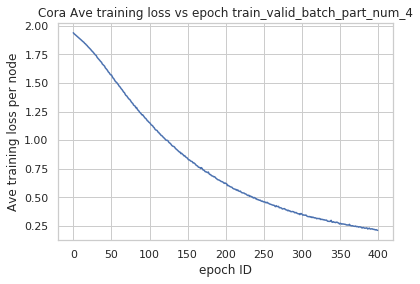 Cora Ave training loss vs epoch train_valid_batch_part_num_4
2.00
1.75
1.50
1.25
1.00
0.75
0.50
0.25
Ave training loss per node
0 50 100 150 200 250 300 350 400
epoch ID